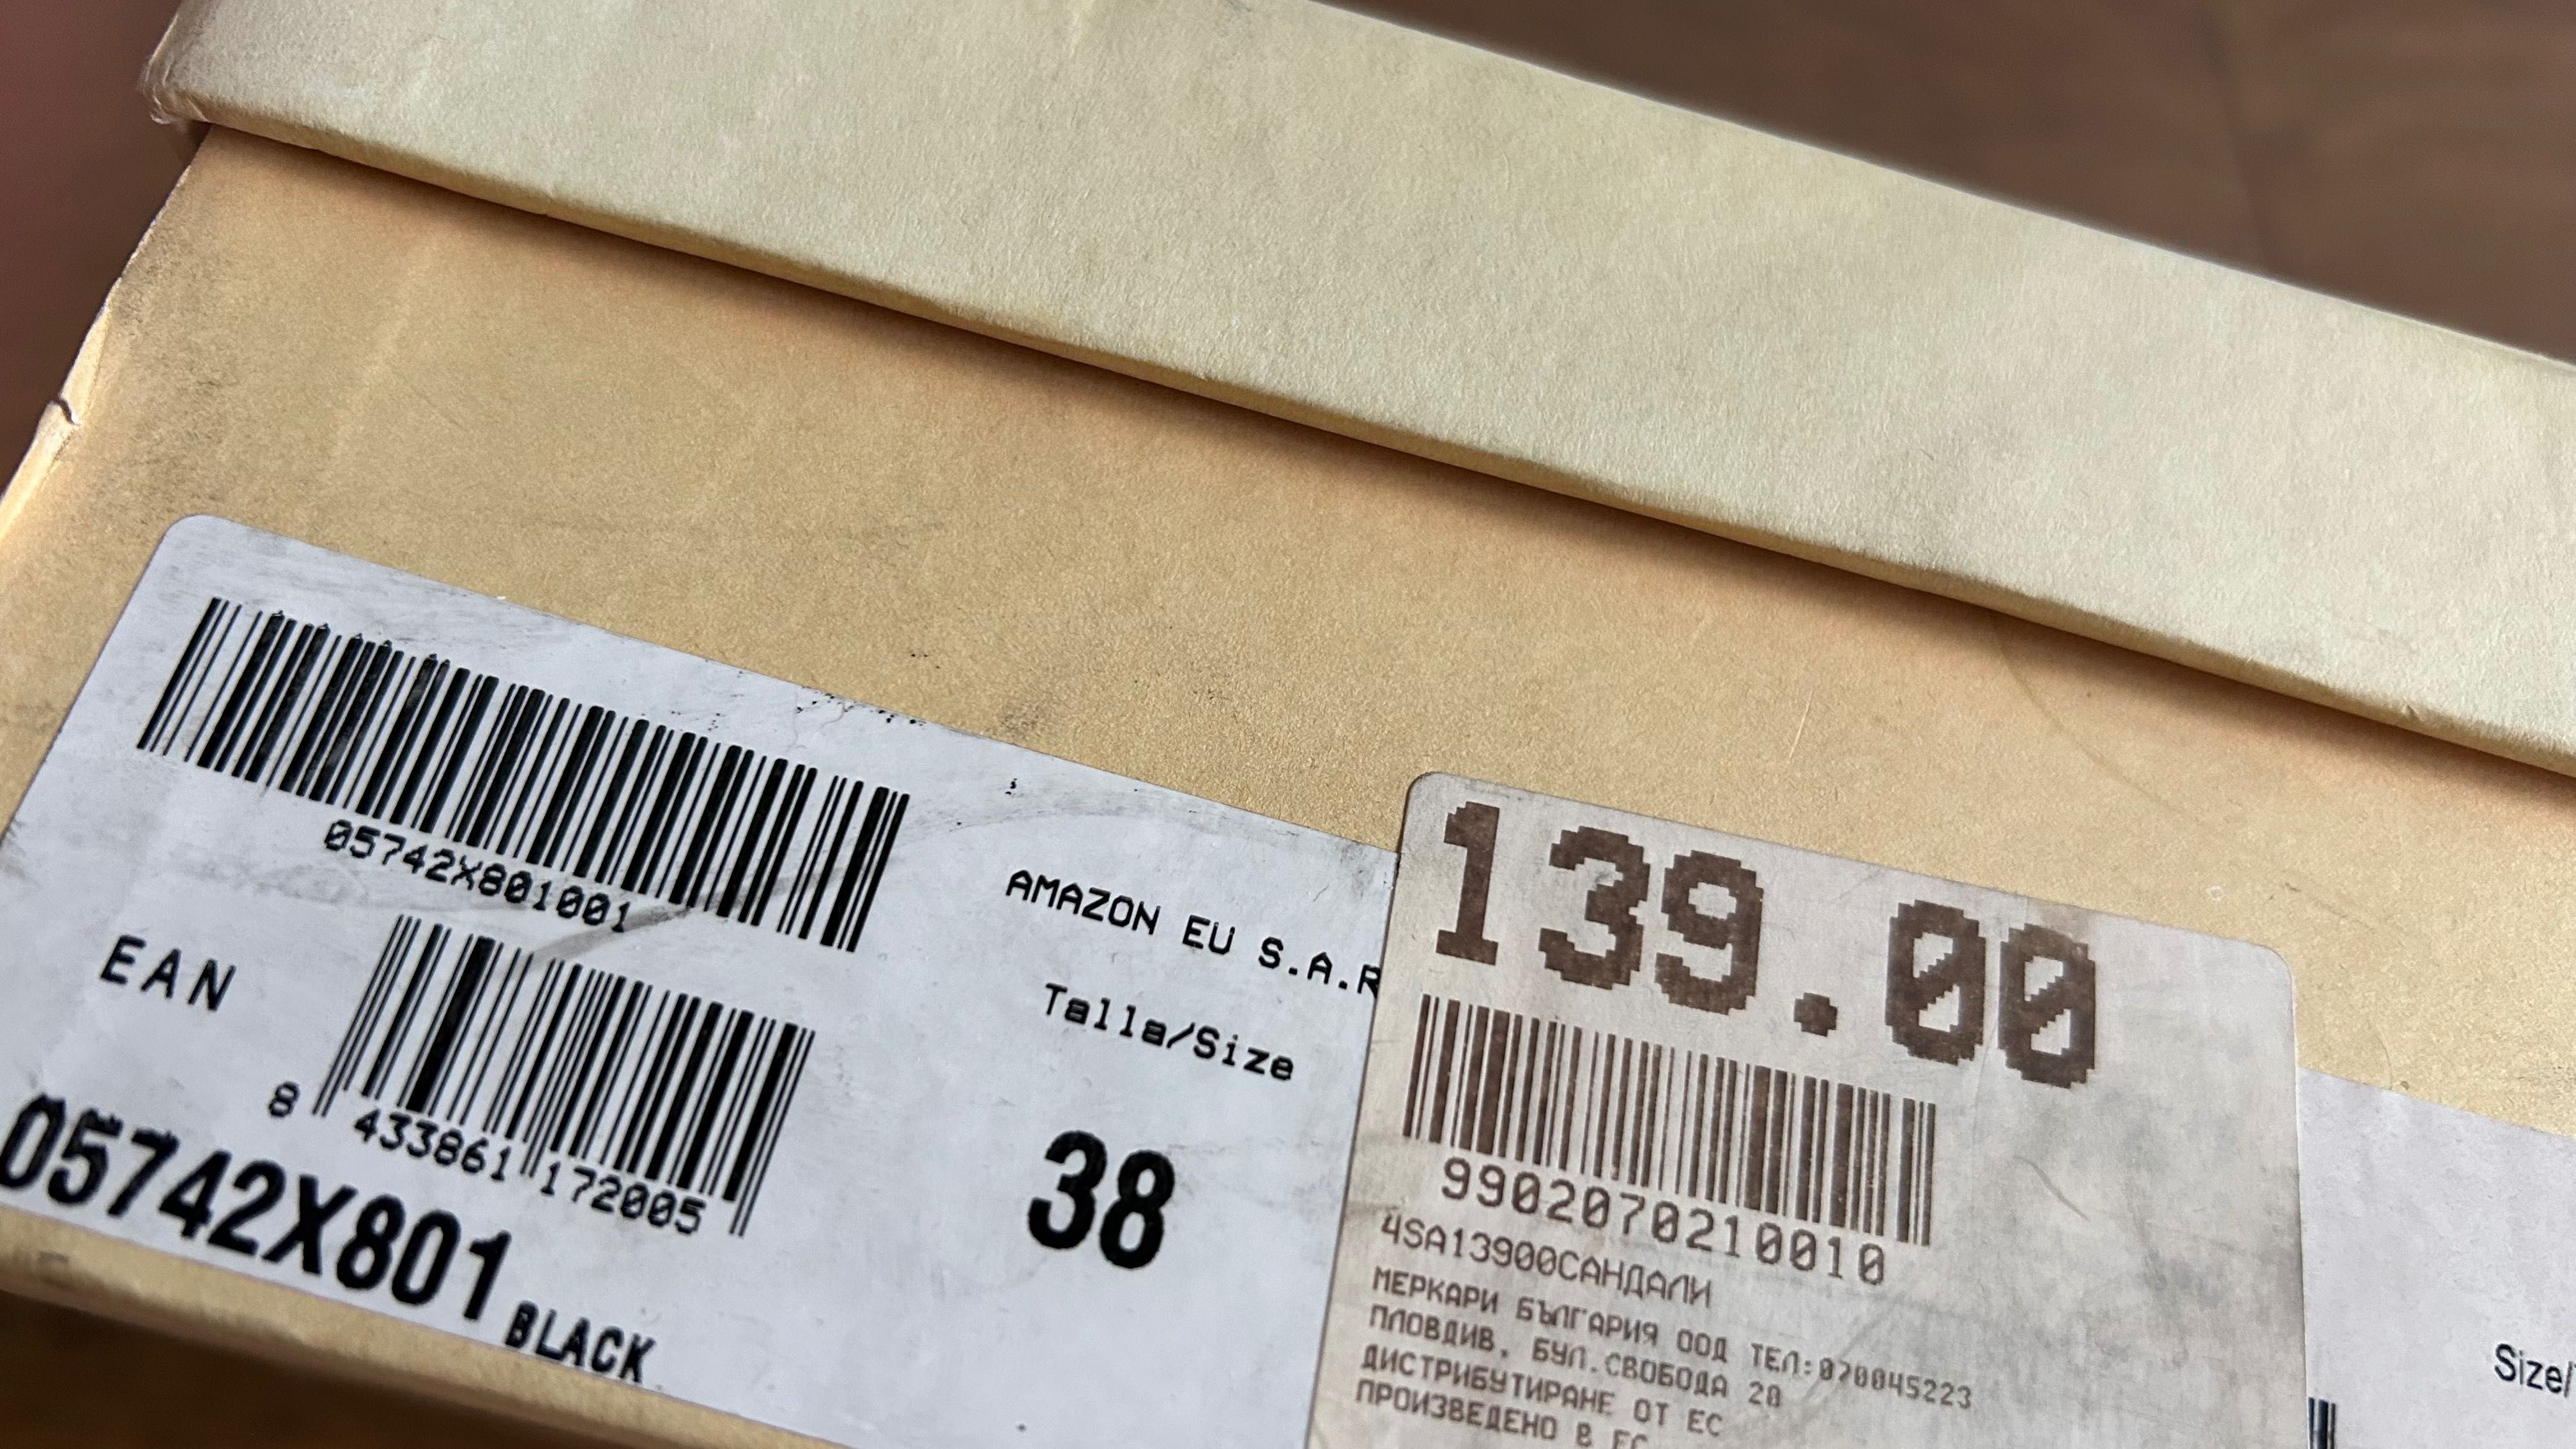 05742X801001
EAN
8 433861 172005
05742X801 BLACK
AMAZON EU S.A.R
Talla/Size
38
139.00
9902070210010
4SA13900САНДАЛИ
МЕРКАРИ БЪЛГАРИЯ ООД ТЕЛ:070045223
ПЛОВДИВ, БУЛ.СВОБОДА 20
ДИСТРИБУТИРАНЕ ОТ ЕС
ПРОИЗВЕДЕНО В ЕС
Size/